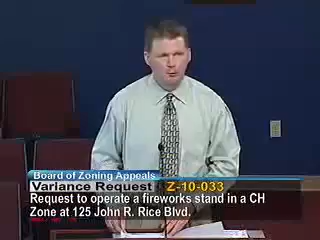 Board of Zoning Appeals
Variance Request Z-10-033
Request to operate a fireworks stand in a CH
Zone at 125 John R. Rice Blvd.